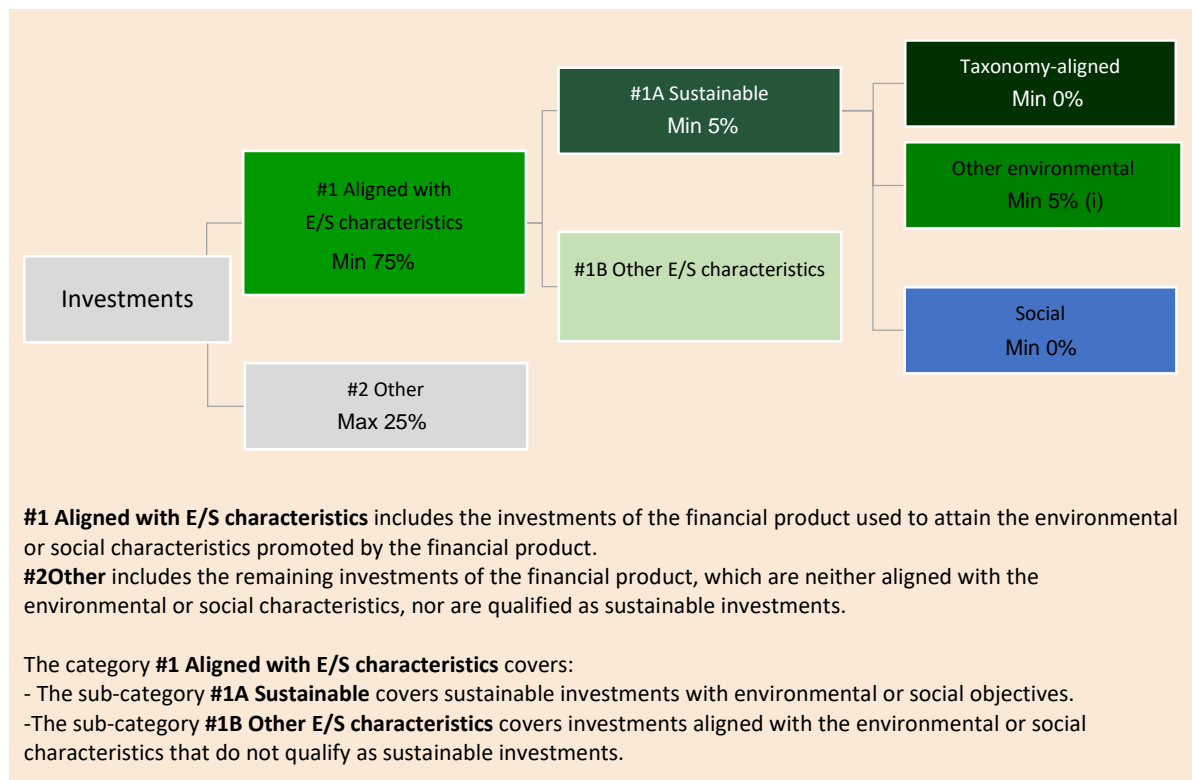 Investments
#1 Aligned with
E/S characteristics
Min 75%
#2 Other
Max 25%
#1A Sustainable
Min 5%
#1B Other E/S characteristics
Taxonomy-aligned
Min 0%
Other environmental
Min 5% (i)
Social
Min 0%
#1 Aligned with E/S characteristics includes the investments of the financial product used to attain the environmental
or social characteristics promoted by the financial product.
#2Other includes the remaining investments of the financial product, which are neither aligned with the
environmental or social characteristics, nor are qualified as sustainable investments.
The category #1 Aligned with E/S characteristics covers:
- The sub-category #1A Sustainable covers sustainable investments with environmental or social objectives.
-The sub-category #1B Other E/S characteristics covers investments aligned with the environmental or social
characteristics that do not qualify as sustainable investments.